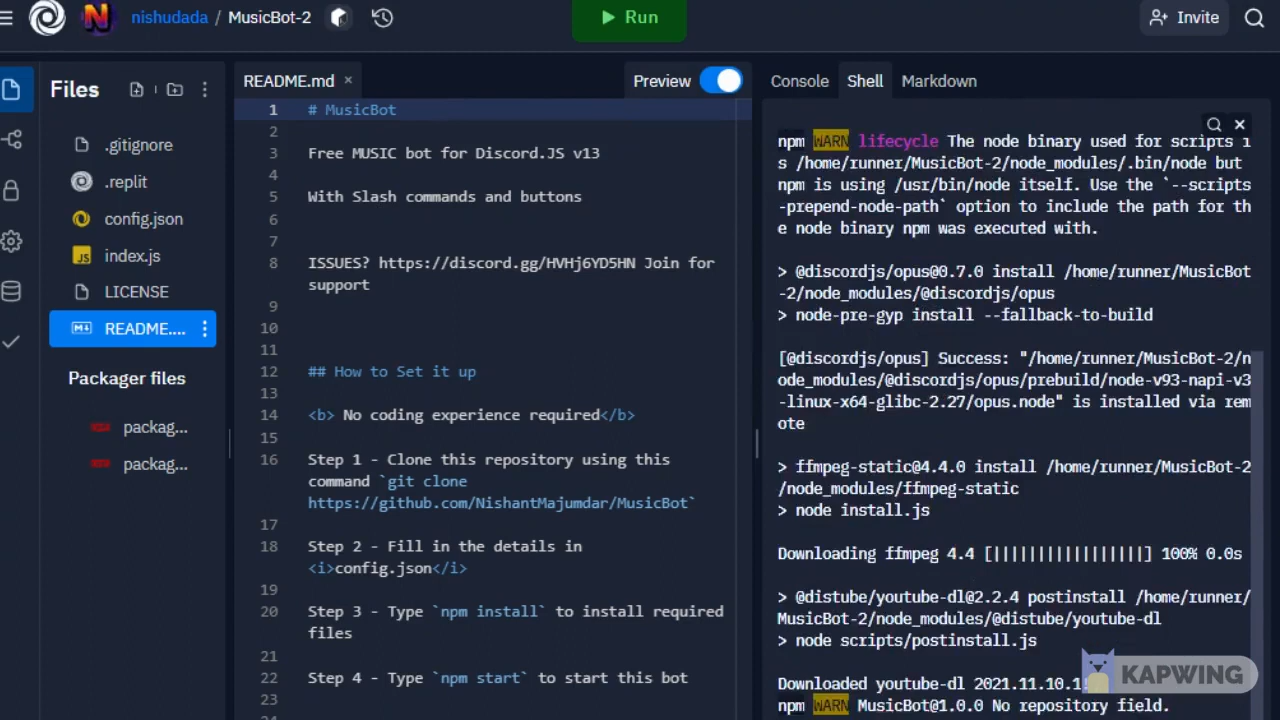 nishudada / MusicBot-2
Run
Invite
Files
.gitignore
.replit
config.json
index.js
LICENSE
README....
Packager files
packag...
packag...
README.md ×
Preview
1 # MusicBot
2
3 Free MUSIC bot for Discord.JS v13
4
5 With Slash commands and buttons
6
7
8 ISSUES? https://discord.gg/HVHj6YD5HN Join for
support
9
10
11
12 ## How to Set it up
13
14 <b> No coding experience required</b>
15
16 Step 1 - Clone this repository using this
command `git clone
https://github.com/NishantMajumdar/MusicBot`
17
18 Step 2 - Fill in the details in
<i>config.json</i>
19
20 Step 3 - Type `npm install` to install required
files
21
22 Step 4 - Type `npm start` to start this bot
23
Console Shell Markdown
npm WARN lifecycle The node binary used for scripts i
s /home/runner/MusicBot-2/node_modules/.bin/node but
npm is using /usr/bin/node itself. Use the `--scripts
-prepend-node-path` option to include the path for th
e node binary npm was executed with.
> @discordjs/opus@0.7.0 install /home/runner/MusicBot
-2/node_modules/@discordjs/opus
> node-pre-gyp install --fallback-to-build
[@discordjs/opus] Success: "/home/runner/MusicBot-2/n
ode_modules/@discordjs/opus/prebuild/node-v93-napi-v3
-linux-x64-glibc-2.27/opus.node" is installed via rem
ote
> ffmpeg-static@4.4.0 install /home/runner/MusicBot-2
/node_modules/ffmpeg-static
> node install.js
Downloading ffmpeg 4.4 [|||||||||||||||||] 100% 0.0s
> @distube/youtube-dl@2.2.4 postinstall /home/runner/
MusicBot-2/node_modules/@distube/youtube-dl
> node scripts/postinstall.js
Downloaded youtube-dl
npm WARN MusicBot@1.0.0 No repository field.
KAPWING